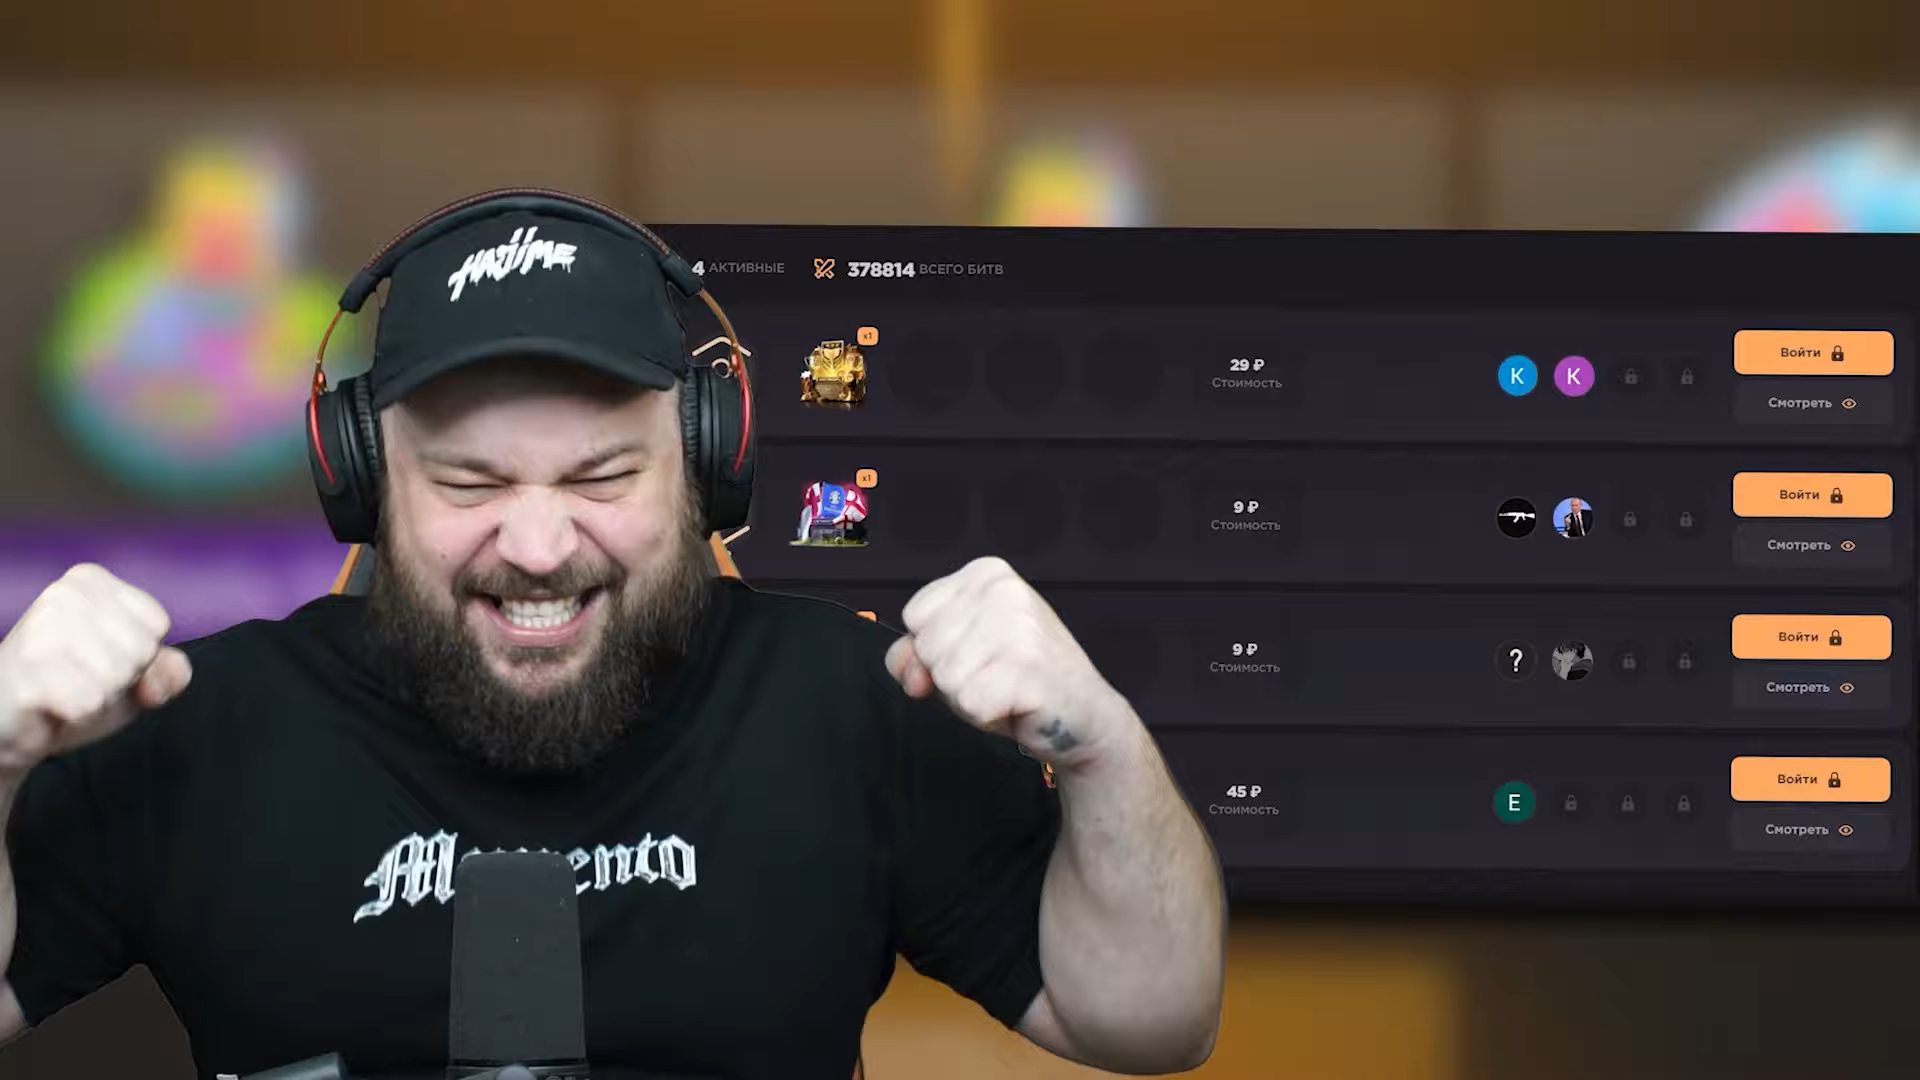 HAJIME
4 АКТИВНЫЕ
378814 ВСЕГО БИТВ
x1
29 ₽
Стоимость
K
K
Войти
Смотреть
x1
9 ₽
Стоимость
Войти
Смотреть
9 ₽
Стоимость
?
Войти
Смотреть
45 ₽
Стоимость
E
Войти
Смотреть